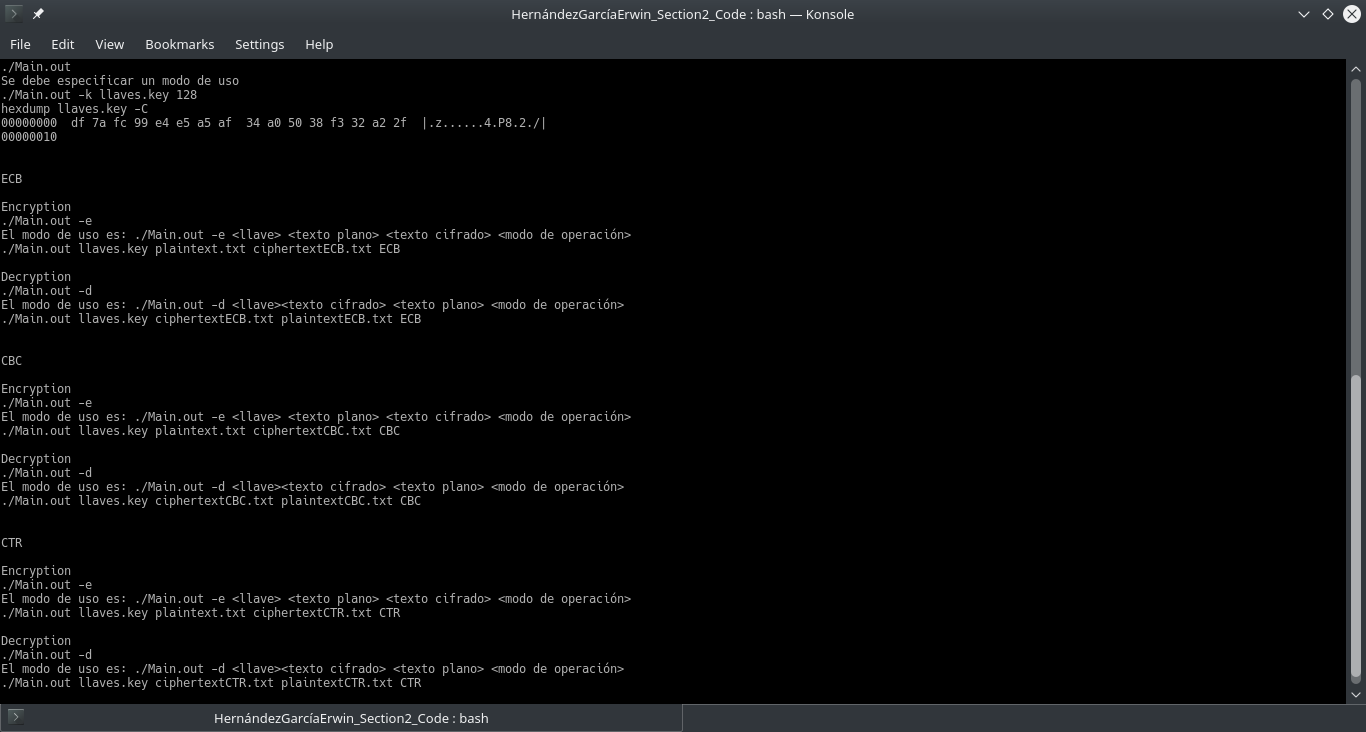 HernándezGarcíaErwin_Section2_Code : bash — Konsole
File Edit View Bookmarks Settings Help
./Main.out
Se debe especificar un modo de uso
./Main.out -k llaves.key 128
hexdump llaves.key -C
00000000  df 7a fc 99 e4 e5 a5 af  34 a0 50 38 f3 32 a2 2f  |.z......4.P8.2./|
00000010
ECB
Encryption
./Main.out -e
El modo de uso es: ./Main.out -e <llave> <texto plano> <texto cifrado> <modo de operación>
./Main.out llaves.key plaintext.txt ciphertextECB.txt ECB
Decryption
./Main.out -d
El modo de uso es: ./Main.out -d <llave><texto cifrado> <texto plano> <modo de operación>
./Main.out llaves.key ciphertextECB.txt plaintextECB.txt ECB
CBC
Encryption
./Main.out -e
El modo de uso es: ./Main.out -e <llave> <texto plano> <texto cifrado> <modo de operación>
./Main.out llaves.key plaintext.txt ciphertextCBC.txt CBC
Decryption
./Main.out -d
El modo de uso es: ./Main.out -d <llave><texto cifrado> <texto plano> <modo de operación>
./Main.out llaves.key ciphertextCBC.txt plaintextCBC.txt CBC
CTR
Encryption
./Main.out -e
El modo de uso es: ./Main.out -e <llave> <texto plano> <texto cifrado> <modo de operación>
./Main.out llaves.key plaintext.txt ciphertextCTR.txt CTR
Decryption
./Main.out -d
El modo de uso es: ./Main.out -d <llave><texto cifrado> <texto plano> <modo de operación>
./Main.out llaves.key ciphertextCTR.txt plaintextCTR.txt CTR
HernándezGarcíaErwin_Section2_Code : bash